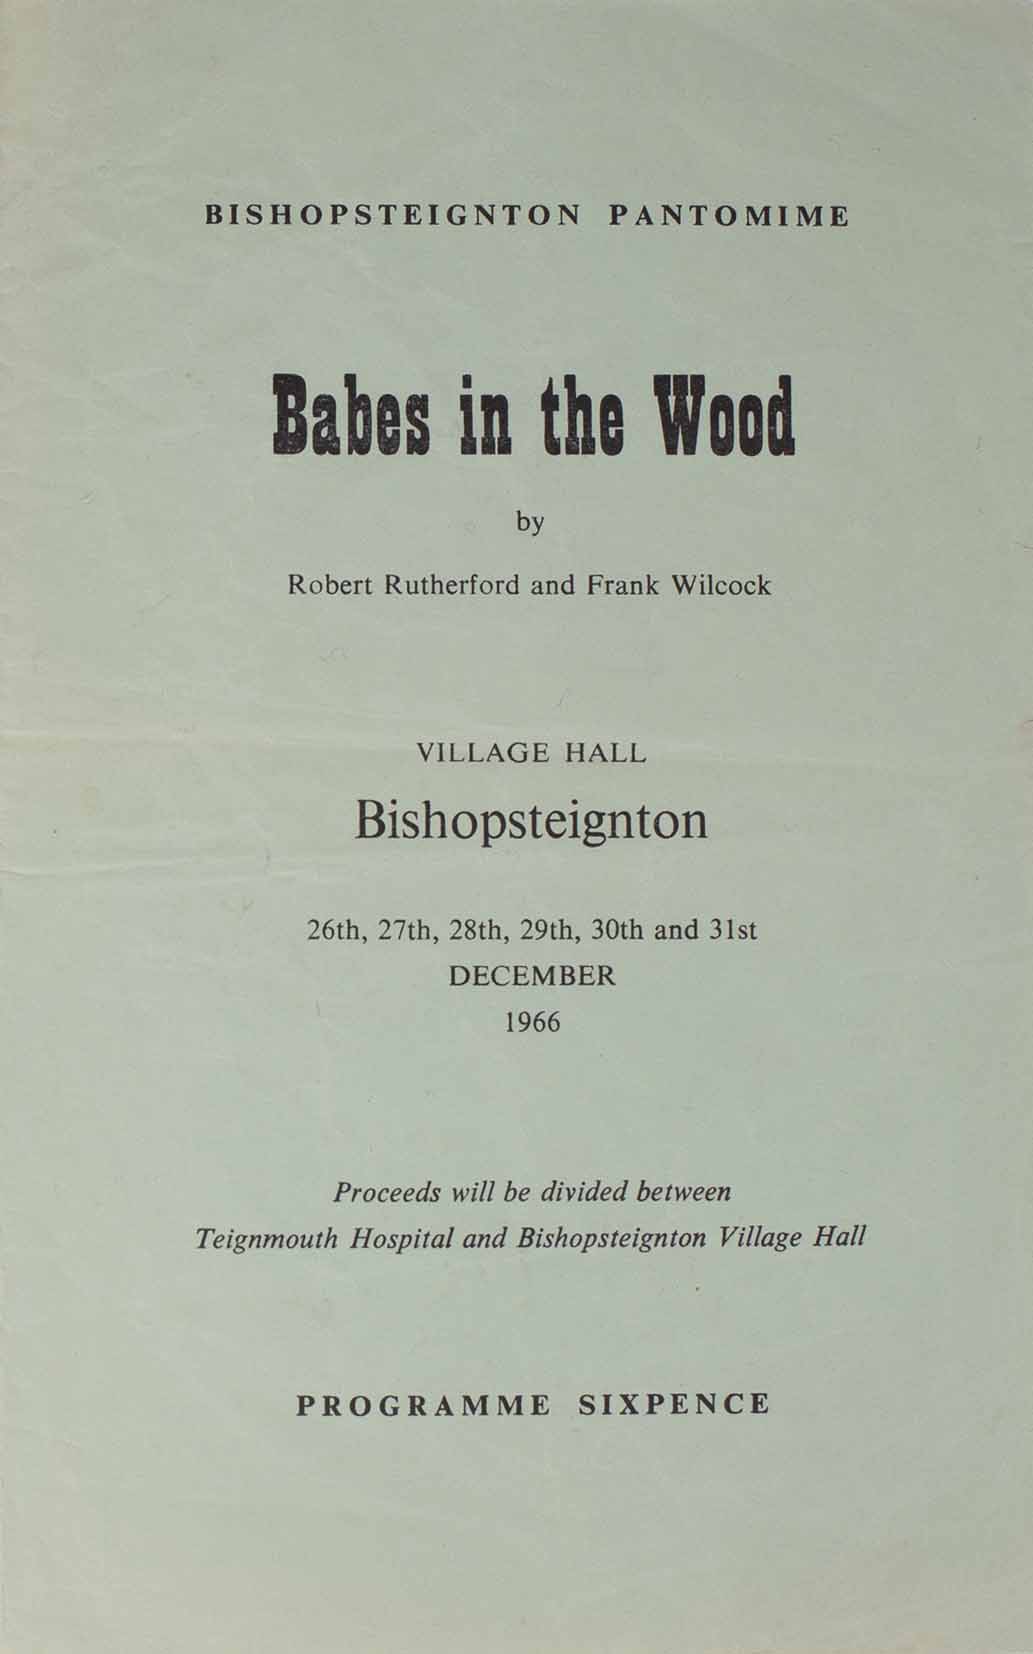 BISHOPSTEIGNTON PANTOMIME
Babes in the Wood
by
Robert Rutherford and Frank Wilcock
VILLAGE HALL
Bishopsteignton
26th, 27th, 28th, 29th, 30th and 31st
DECEMBER
1966
Proceeds will be divided between
Teignmouth Hospital and Bishopsteignton Village Hall
PROGRAMME SIXPENCE